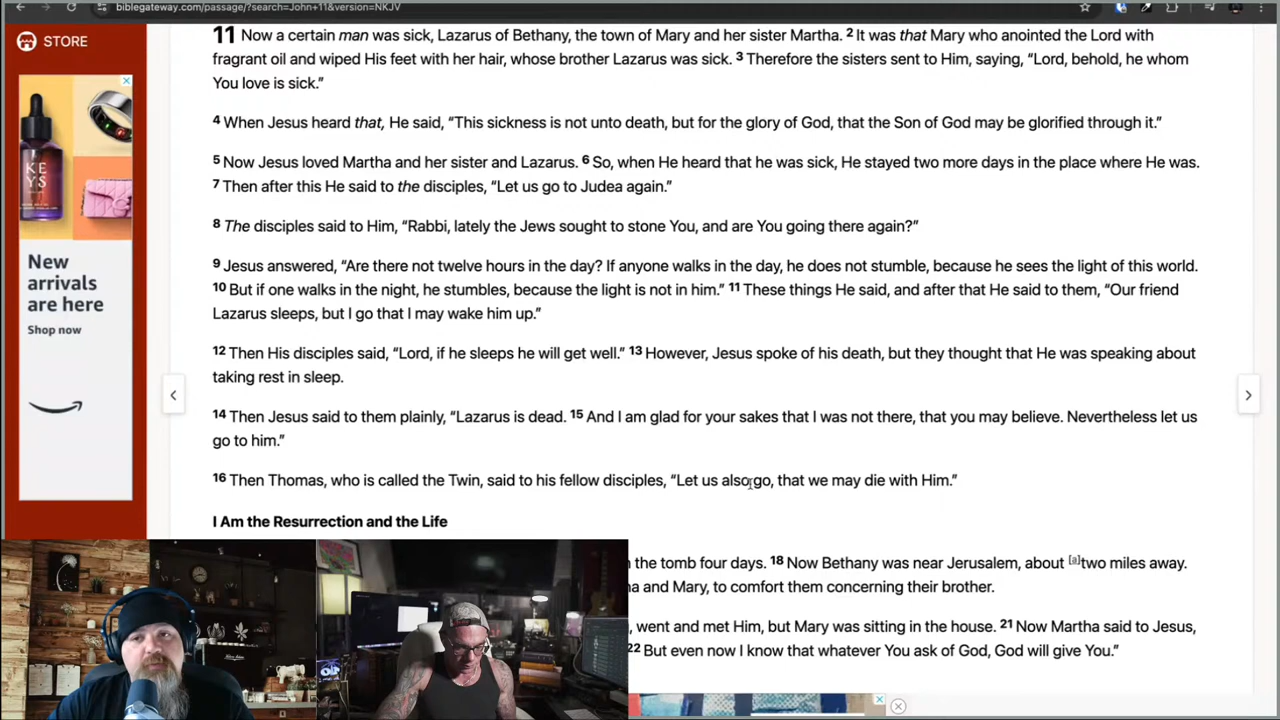 biblegateway.com/passage/?search=John+11&version=NKJV
STORE
KEYS
New
arrivals
are here
Shop now
11 Now a certain man was sick, Lazarus of Bethany, the town of Mary and her sister Martha. 2 It was that Mary who anointed the Lord with
fragrant oil and wiped His feet with her hair, whose brother Lazarus was sick. 3 Therefore the sisters sent to Him, saying, “Lord, behold, he whom
You love is sick.”
4 When Jesus heard that, He said, “This sickness is not unto death, but for the glory of God, that the Son of God may be glorified through it.”
5 Now Jesus loved Martha and her sister and Lazarus. 6 So, when He heard that he was sick, He stayed two more days in the place where He was.
7 Then after this He said to the disciples, “Let us go to Judea again.”
8 The disciples said to Him, “Rabbi, lately the Jews sought to stone You, and are You going there again?”
9 Jesus answered, “Are there not twelve hours in the day? If anyone walks in the day, he does not stumble, because he sees the light of this world.
10 But if one walks in the night, he stumbles, because the light is not in him.” 11 These things He said, and after that He said to them, “Our friend
Lazarus sleeps, but I go that I may wake him up.”
12 Then His disciples said, “Lord, if he sleeps he will get well.” 13 However, Jesus spoke of his death, but they thought that He was speaking about
taking rest in sleep.
14 Then Jesus said to them plainly, “Lazarus is dead. 15 And I am glad for your sakes that I was not there, that you may believe. Nevertheless let us
go to him.”
16 Then Thomas, who is called the Twin, said to his fellow disciples, “Let us also go, that we may die with Him.”
I Am the Resurrection and the Life
the tomb four days. 18 Now Bethany was near Jerusalem, about [a]two miles away.
and Mary, to comfort them concerning their brother.
, went and met Him, but Mary was sitting in the house. 21 Now Martha said to Jesus,
22 But even now I know that whatever You ask of God, God will give You.”